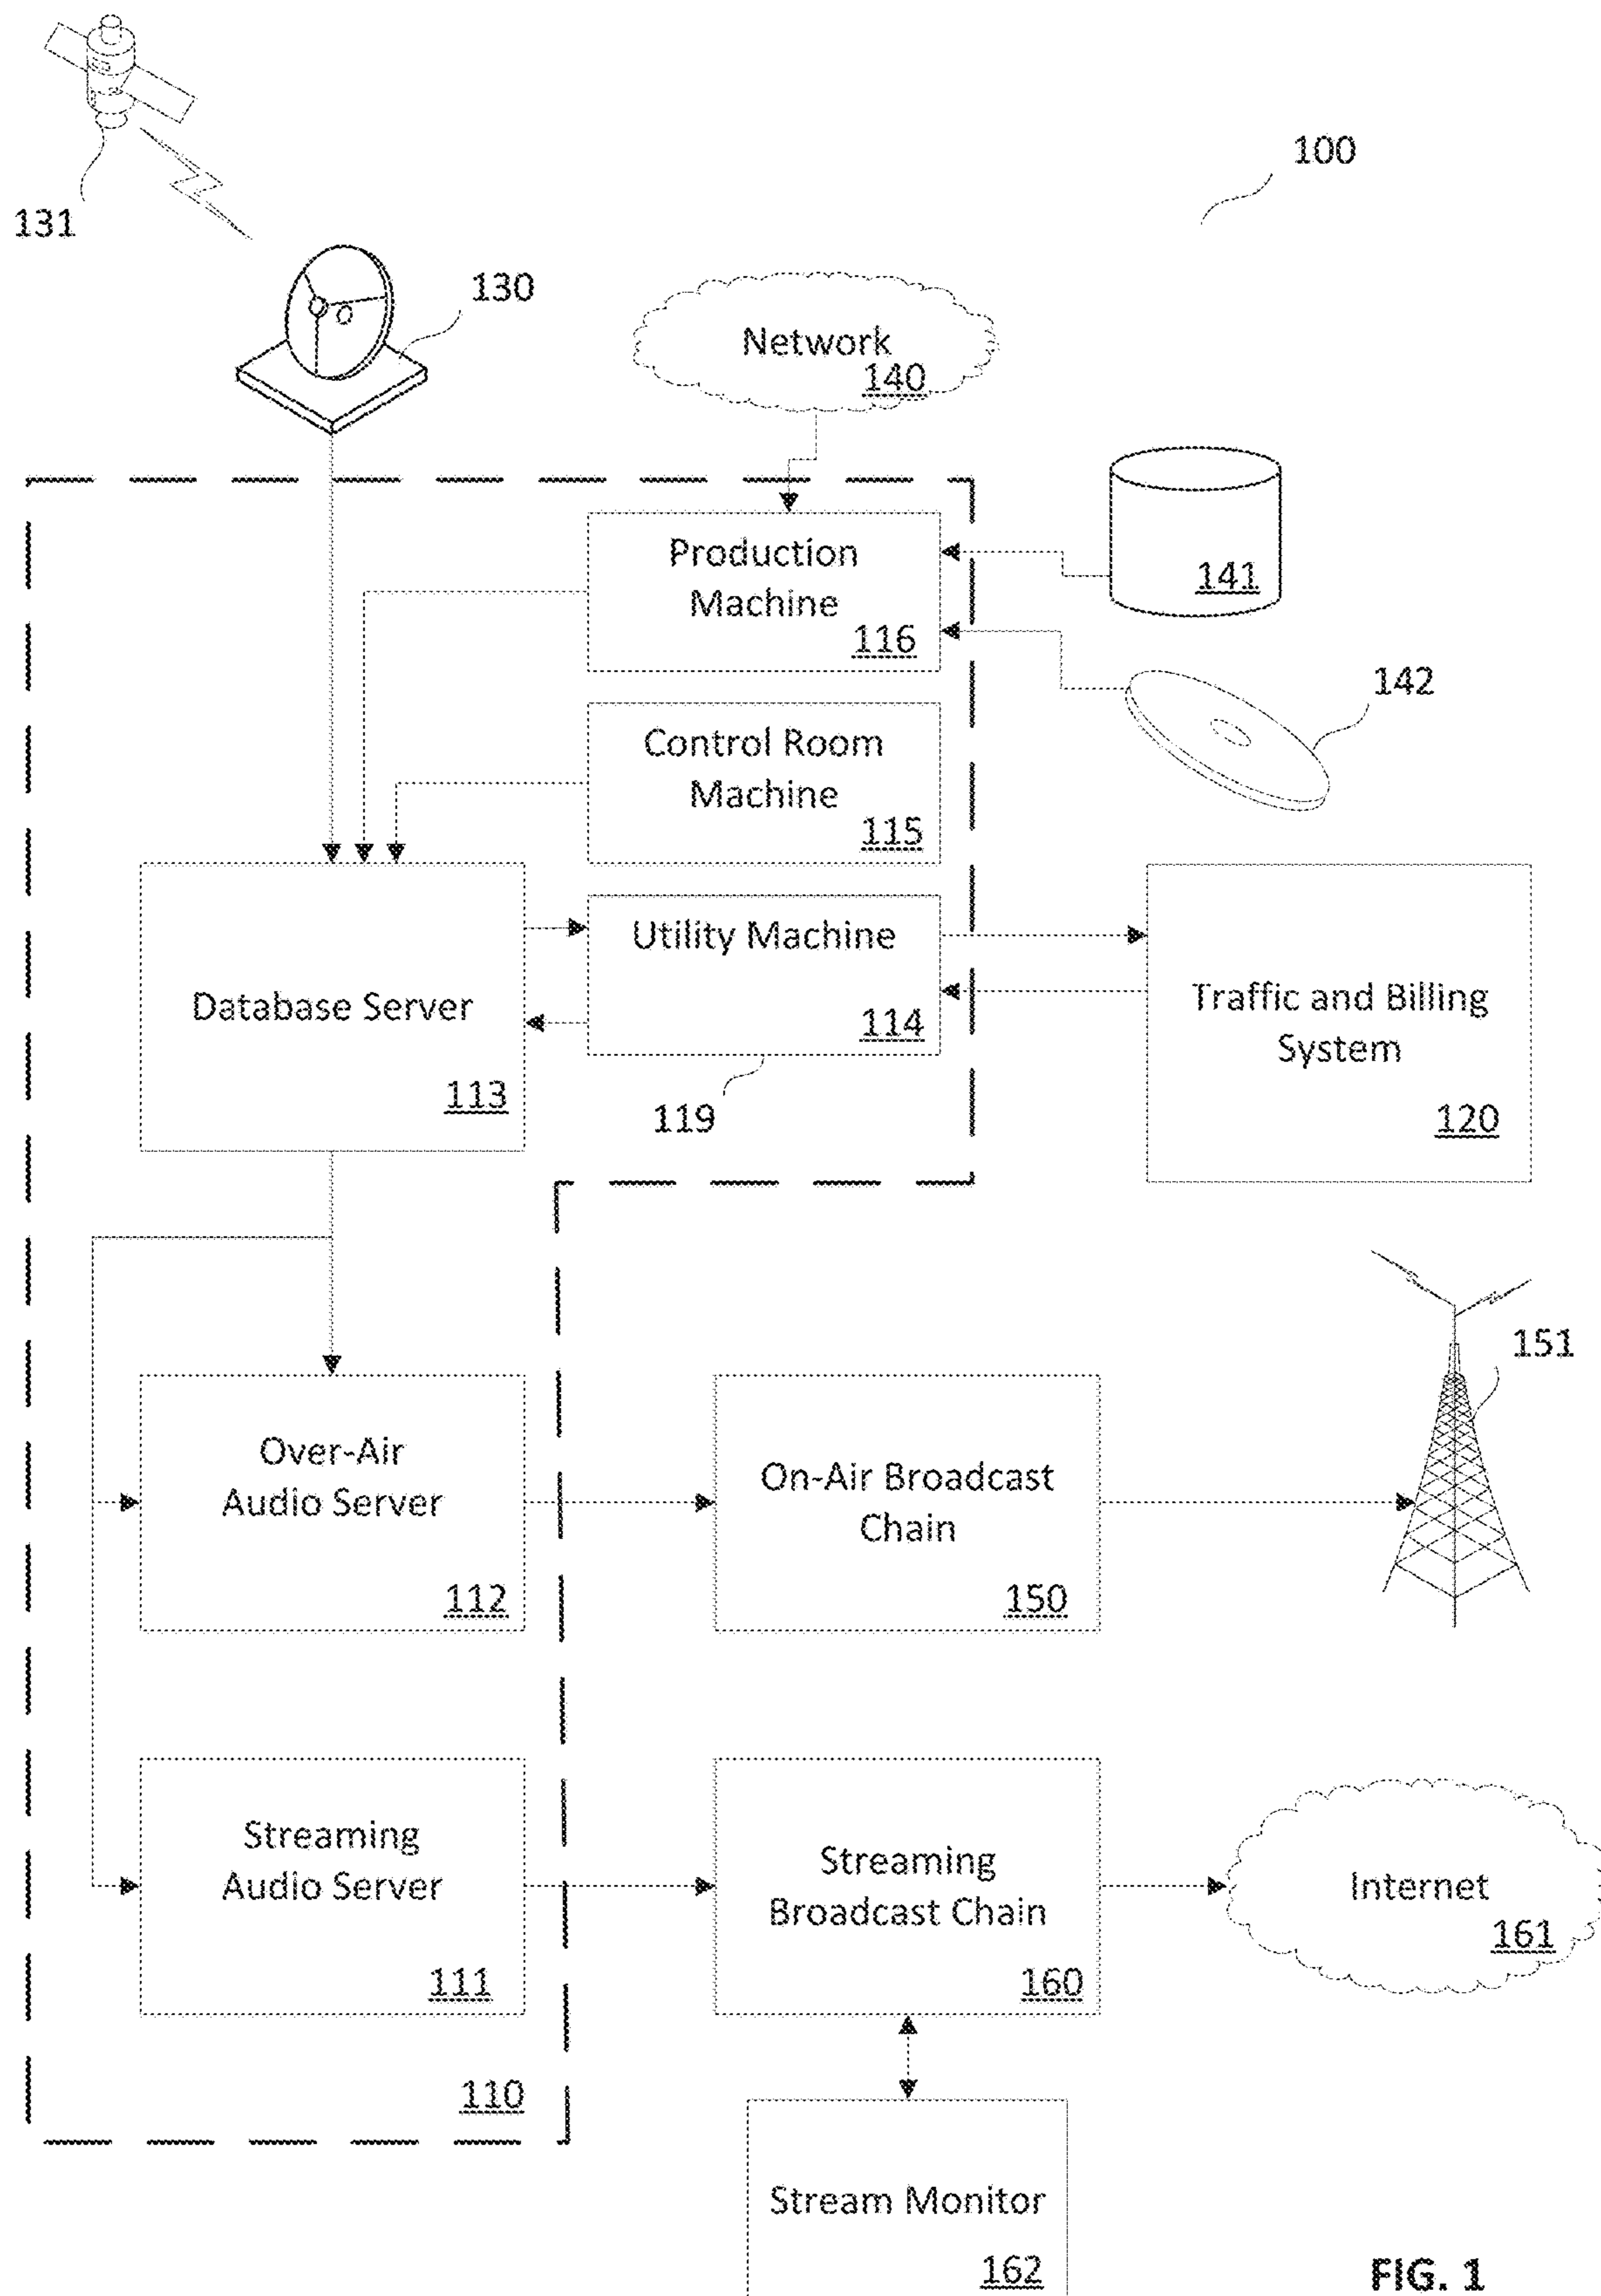 100
131
130
Network
140
Production
Machine
116
141
142
Control Room
Machine
115
Utility Machine
114
119
Database Server
113
Traffic and Billing
System
120
151
Over-Air
Audio Server
112
On-Air Broadcast
Chain
150
Streaming
Audio Server
111
Streaming
Broadcast Chain
160
Internet
161
110
Stream Monitor
162
FIG. 1